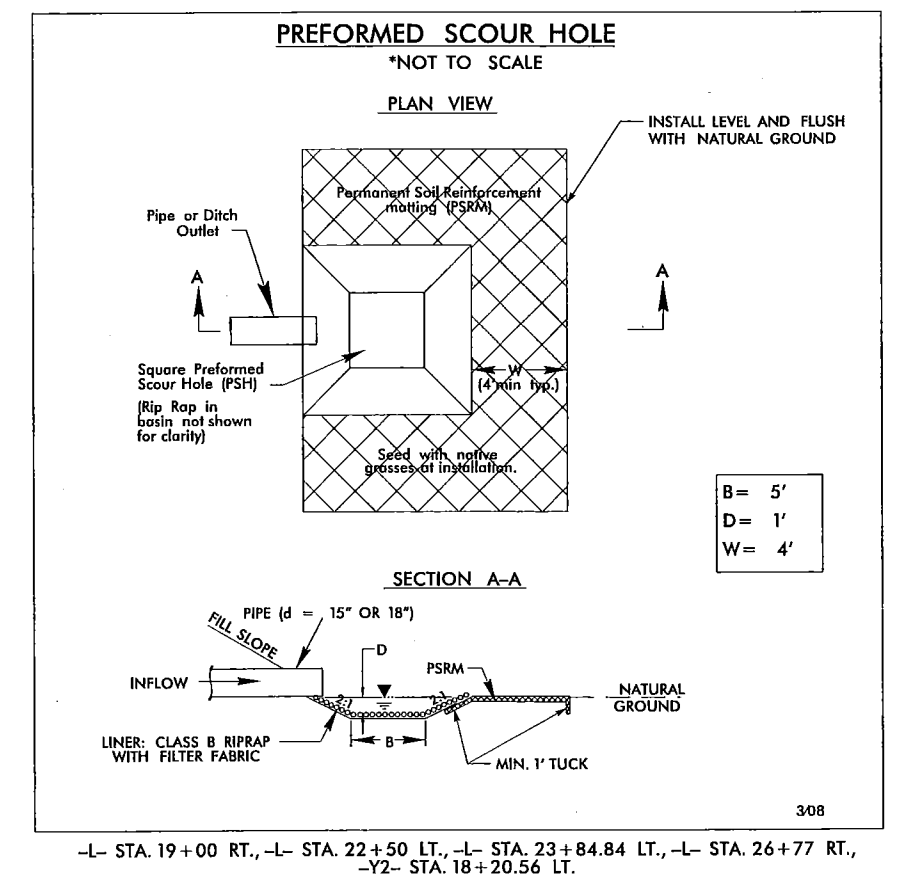 PREFORMED SCOUR HOLE
*NOT TO SCALE
PLAN VIEW
INSTALL LEVEL AND FLUSH
WITH NATURAL GROUND
Permanent Soil Reinforcement
matting (PSRM)
Pipe or Ditch
Outlet
A
A
Square Preformed
Scour Hole (PSH)
(Rip Rap in
basin not shown
for clarity)
W
(4'min typ.)
Seed with native
grasses at installation.
B= 5'
D= 1'
W= 4'
SECTION A-A
PIPE (d = 15" OR 18")
FILL SLOPE
D
PSRM
INFLOW
2:1
2:1
NATURAL
GROUND
B
LINER: CLASS B RIPRAP
WITH FILTER FABRIC
MIN. 1' TUCK
3/08
-L- STA. 19+00 RT., -L- STA. 22+50 LT., -L- STA. 23+84.84 LT., -L- STA. 26+77 RT.,
-Y2- STA. 18+20.56 LT.